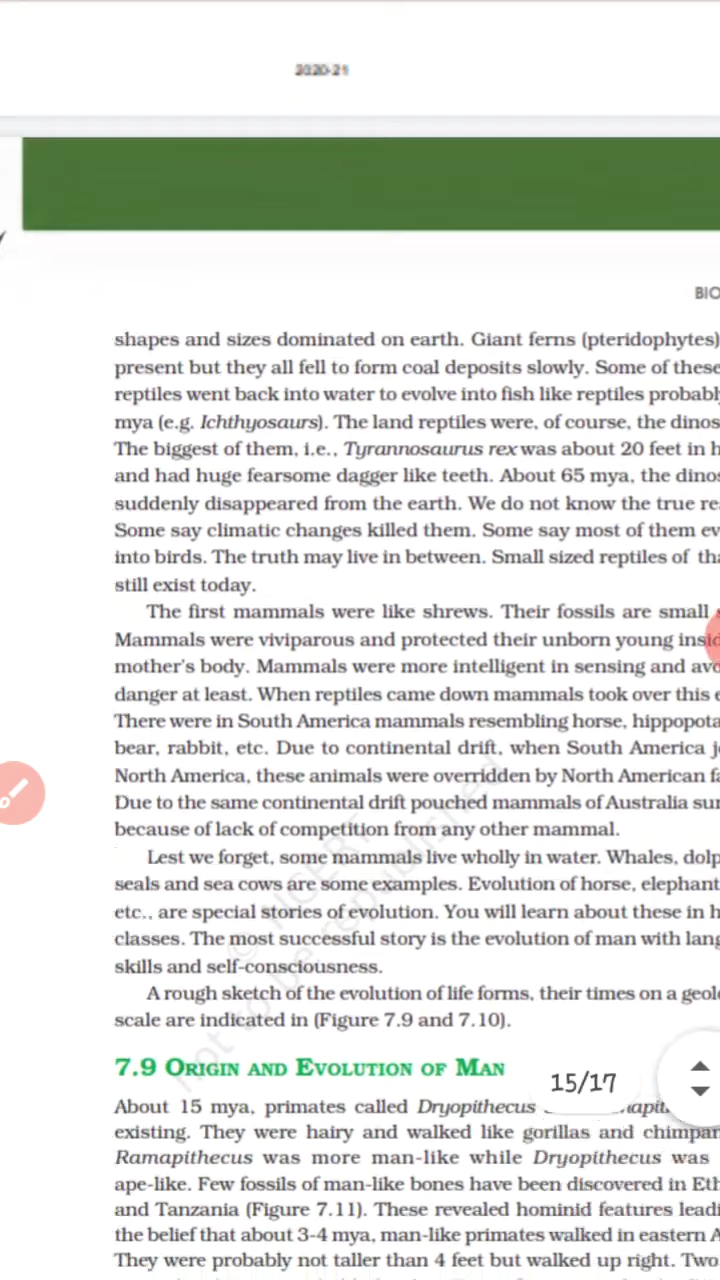 2020-21
BIO
shapes and sizes dominated on earth. Giant ferns (pteridophytes)
present but they all fell to form coal deposits slowly. Some of these
reptiles went back into water to evolve into fish like reptiles probabl
mya (e.g. Ichthyosaurs). The land reptiles were, of course, the dinos
The biggest of them, i.e., Tyrannosaurus rex was about 20 feet in h
and had huge fearsome dagger like teeth. About 65 mya, the dinos
suddenly disappeared from the earth. We do not know the true re
Some say climatic changes killed them. Some say most of them ev
into birds. The truth may live in between. Small sized reptiles of tha
still exist today.
The first mammals were like shrews. Their fossils are small
Mammals were viviparous and protected their unborn young insid
mother's body. Mammals were more intelligent in sensing and avo
danger at least. When reptiles came down mammals took over this e
There were in South America mammals resembling horse, hippopota
bear, rabbit, etc. Due to continental drift, when South America j
North America, these animals were overridden by North American fa
Due to the same continental drift pouched mammals of Australia sur
because of lack of competition from any other mammal.
Lest we forget, some mammals live wholly in water. Whales, dolp
seals and sea cows are some examples. Evolution of horse, elephant
etc., are special stories of evolution. You will learn about these in h
classes. The most successful story is the evolution of man with lang
skills and self-consciousness.
A rough sketch of the evolution of life forms, their times on a geol
scale are indicated in (Figure 7.9 and 7.10).
7.9 ORIGIN AND EVOLUTION OF MAN
15/17
About 15 mya, primates called Dryopithecus
existing. They were hairy and walked like gorillas and chimpan
Ramapithecus was more man-like while Dryopithecus was
ape-like. Few fossils of man-like bones have been discovered in Eth
and Tanzania (Figure 7.11). These revealed hominid features leadi
the belief that about 3-4 mya, man-like primates walked in eastern A
They were probably not taller than 4 feet but walked up right. Two
© NCERT
not to be republished